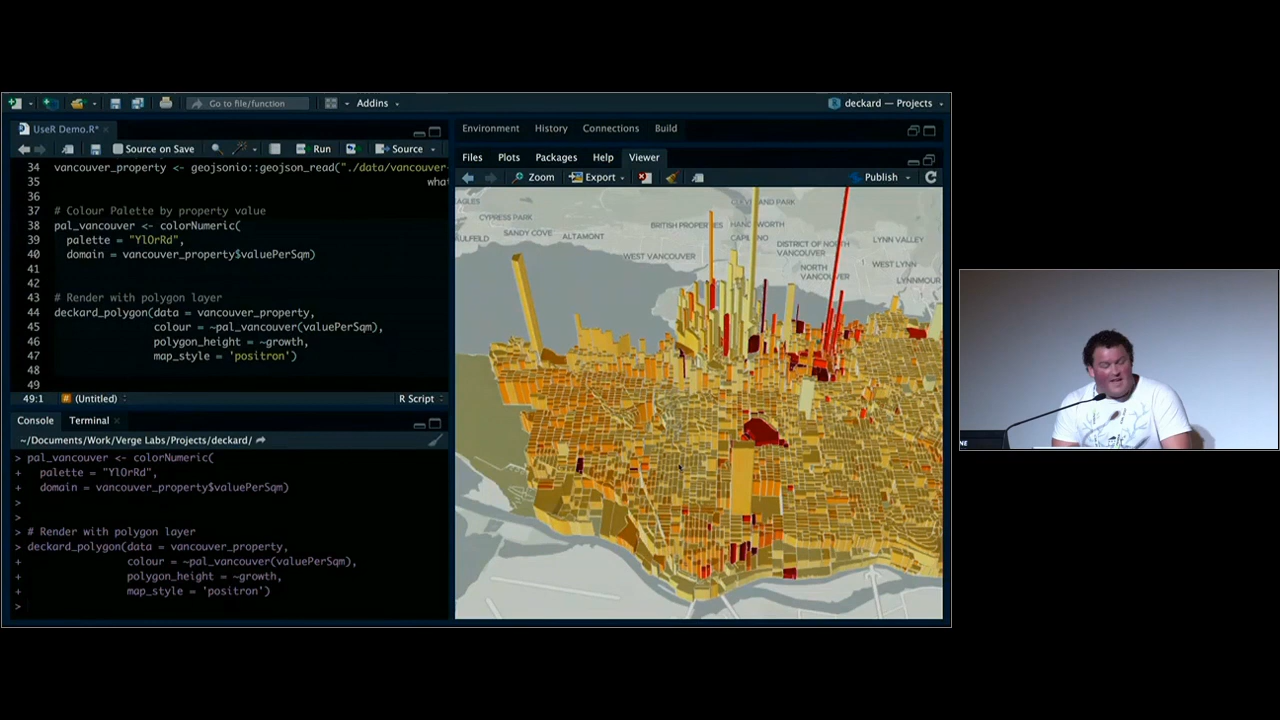 Go to file/function
Addins
deckard — Projects
UseR Demo.R*
Source on Save
Run
Source
34 vancouver_property <- geojsonio::geojson_read("./data/vancouver-
35 what
36
37 # Colour Palette by property value
38 pal_vancouver <- colorNumeric(
39 palette = "YlOrRd",
40 domain = vancouver_property$valuePerSqm)
41
42
43 # Render with polygon layer
44 deckard_polygon(data = vancouver_property,
45 colour = ~pal_vancouver(valuePerSqm),
46 polygon_height = ~growth,
47 map_style = 'positron')
48
49
49:1
(Untitled)
R Script
Console
Terminal
~/Documents/Work/Verge Labs/Projects/deckard/
> pal_vancouver <- colorNumeric(
+ palette = "YlOrRd",
+ domain = vancouver_property$valuePerSqm)
>
>
> # Render with polygon layer
> deckard_polygon(data = vancouver_property,
+ colour = ~pal_vancouver(valuePerSqm),
+ polygon_height = ~growth,
+ map_style = 'positron')
>
Environment
History
Connections
Build
Files
Plots
Packages
Help
Viewer
Zoom
Export
Publish
CYPRESS PARK
SANDY COVE
ALTAMONT
BRITISH PROPERTIES
WEST VANCOUVER
DISTRICT OF NORTH
VANCOUVER
NORTH
VANCOUVER
LYNN VALLEY
WEST LYNN
LYNNMOUR